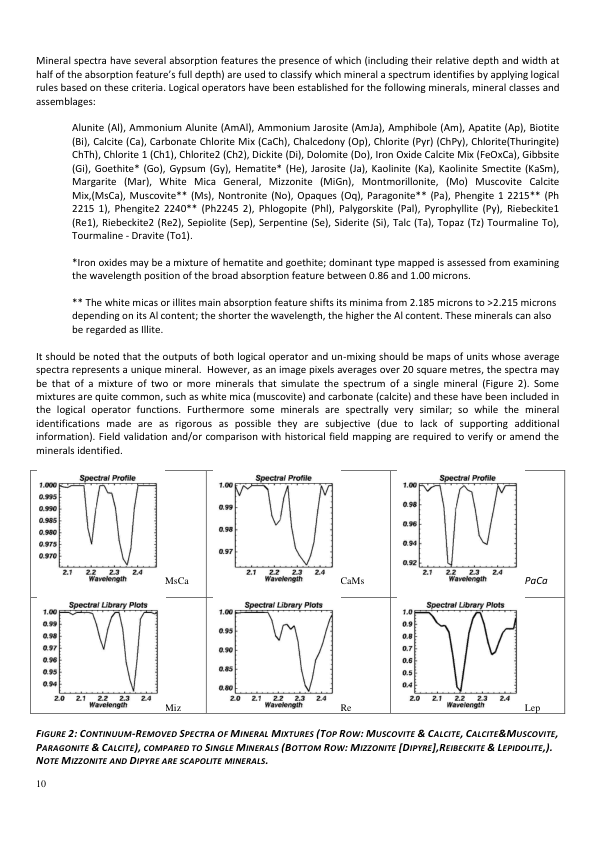 Mineral spectra have several absorption features the presence of which (including their relative depth and width at
half of the absorption feature's full depth) are used to classify which mineral a spectrum identifies by applying logical
rules based on these criteria. Logical operators have been established for the following minerals, mineral classes and
assemblages:
Alunite (Al), Ammonium Alunite (AmAl), Ammonium Jarosite (AmJa), Amphibole (Am), Apatite (Ap), Biotite
(Bi), Calcite (Ca), Carbonate Chlorite Mix (CaCh), Chalcedony (Op), Chlorite (Pyr) (ChPy), Chlorite(Thuringite)
ChTh), Chlorite 1 (Ch1), Chlorite2 (Ch2), Dickite (Di), Dolomite (Do), Iron Oxide Calcite Mix (FeOxCa), Gibbsite
(Gi), Goethite* (Go), Gypsum (Gy), Hematite* (He), Jarosite (Ja), Kaolinite (Ka), Kaolinite Smectite (KaSm),
Margarite (Mar), White Mica General, Mizzonite (MiGn), Montmorillonite, (Mo) Muscovite Calcite
Mix,(MsCa), Muscovite** (Ms), Nontronite (No), Opaques (Oq), Paragonite** (Pa), Phengite 1 2215** (Ph
2215 1), Phengite2 2240** (Ph2245 2), Phlogopite (Phl), Palygorskite (Pal), Pyrophyllite (Py), Riebeckite1
(Re1), Riebeckite2 (Re2), Sepiolite (Sep), Serpentine (Se), Siderite (Si), Talc (Ta), Topaz (Tz) Tourmaline To),
Tourmaline - Dravite (To1).
*Iron oxides may be a mixture of hematite and goethite; dominant type mapped is assessed from examining
the wavelength position of the broad absorption feature between 0.86 and 1.00 microns.
** The white micas or illites main absorption feature shifts its minima from 2.185 microns to >2.215 microns
depending on its Al content; the shorter the wavelength, the higher the Al content. These minerals can also
be regarded as Illite.
It should be noted that the outputs of both logical operator and un-mixing should be maps of units whose average
spectra represents a unique mineral. However, as an image pixels averages over 20 square metres, the spectra may
be that of a mixture of two or more minerals that simulate the spectrum of a single mineral (Figure 2). Some
mixtures are quite common, such as white mica (muscovite) and carbonate (calcite) and these have been included in
the logical operator functions. Furthermore some minerals are spectrally very similar; so while the mineral
identifications made are as rigorous as possible they are subjective (due to lack of supporting additional
information). Field validation and/or comparison with historical field mapping are required to verify or amend the
minerals identified.
Spectral Profile
1.000
0.995
0.990
0.985
0.980
0.975
0.970
2.1 2.2 2.3 2.4
Wavelength
MsCa
Spectral Profile
1.00
0.99
0.98
0.97
2.1 2.2 2.3 2.4
Wavelength
CaMs
Spectral Profile
1.00
0.98
0.96
0.94
0.92
2.1 2.2 2.3 2.4
Wavelength
PaCa
Spectral Library Plots
1.00
0.99
0.98
0.97
0.96
0.95
0.94
2.0 2.1 2.2 2.3 2.4
Wavelength
Miz
Spectral Library Plots
1.00
0.95
0.90
0.85
0.80
2.0 2.1 2.2 2.3 2.4
Wavelength
Re
Spectral Library Plots
1.0
0.9
0.8
0.7
0.6
0.5
0.4
2.0 2.1 2.2 2.3 2.4
Wavelength
Lep
FIGURE 2: CONTINUUM-REMOVED SPECTRA OF MINERAL MIXTURES (TOP ROW: MUSCOVITE & CALCITE, CALCITE&MUSCOVITE,
PARAGONITE & CALCITE), COMPARED TO SINGLE MINERALS (BOTTOM ROW: MIZZONITE [DIPYRE],REIBECKITE & LEPIDOLITE,).
NOTE MIZZONITE AND DIPYRE ARE SCAPOLITE MINERALS.
10